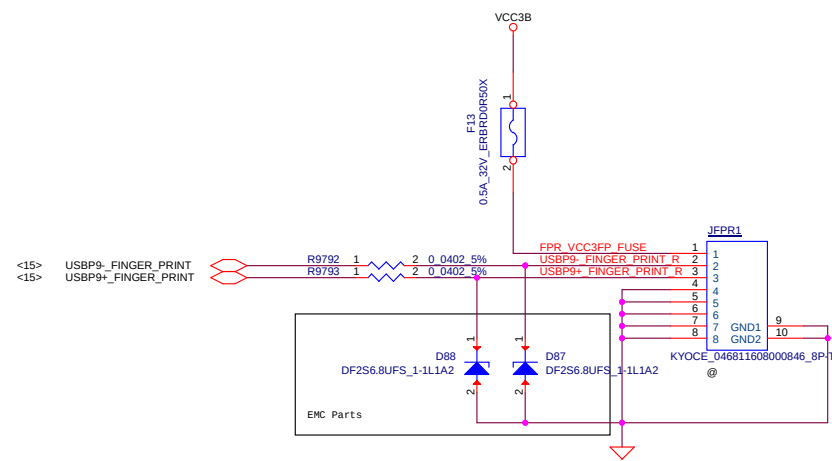 VCC3B
1
F13
0.5A_32V_ERBRD0R50X
2
JFPR1
FPR_VCC3FP_FUSE 1 1
<15> USBP9-_FINGER_PRINT R9792 1 2 0_0402_5% USBP9-_FINGER_PRINT_R 2 2
<15> USBP9+_FINGER_PRINT R9793 1 2 0_0402_5% USBP9+_FINGER_PRINT_R 3 3
4 4
5 5
6 6
7 7 GND1 9
8 8 GND2 10
KYOCE_046811608000846_8P-T
@
1 1
D88 D87
DF2S6.8UFS_1-1L1A2 DF2S6.8UFS_1-1L1A2
2 2
EMC Parts